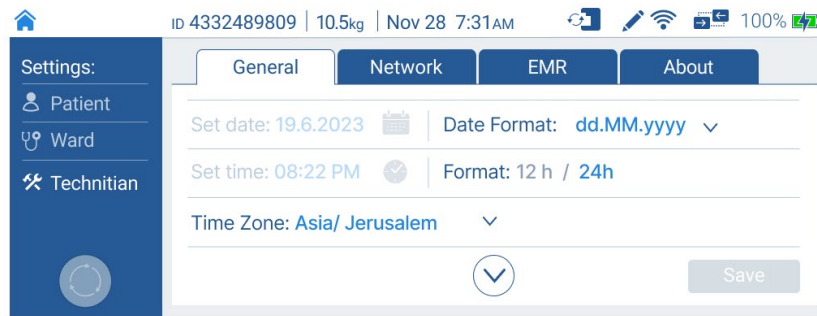 ID 4332489809 | 10.5kg | Nov 28 7:31AM 100%
Settings:
Patient
Ward
Technitian
General Network EMR About
Set date: 19.6.2023 Date Format: dd.MM.yyyy
Set time: 08:22 PM Format: 12 h / 24h
Time Zone: Asia/ Jerusalem
Save